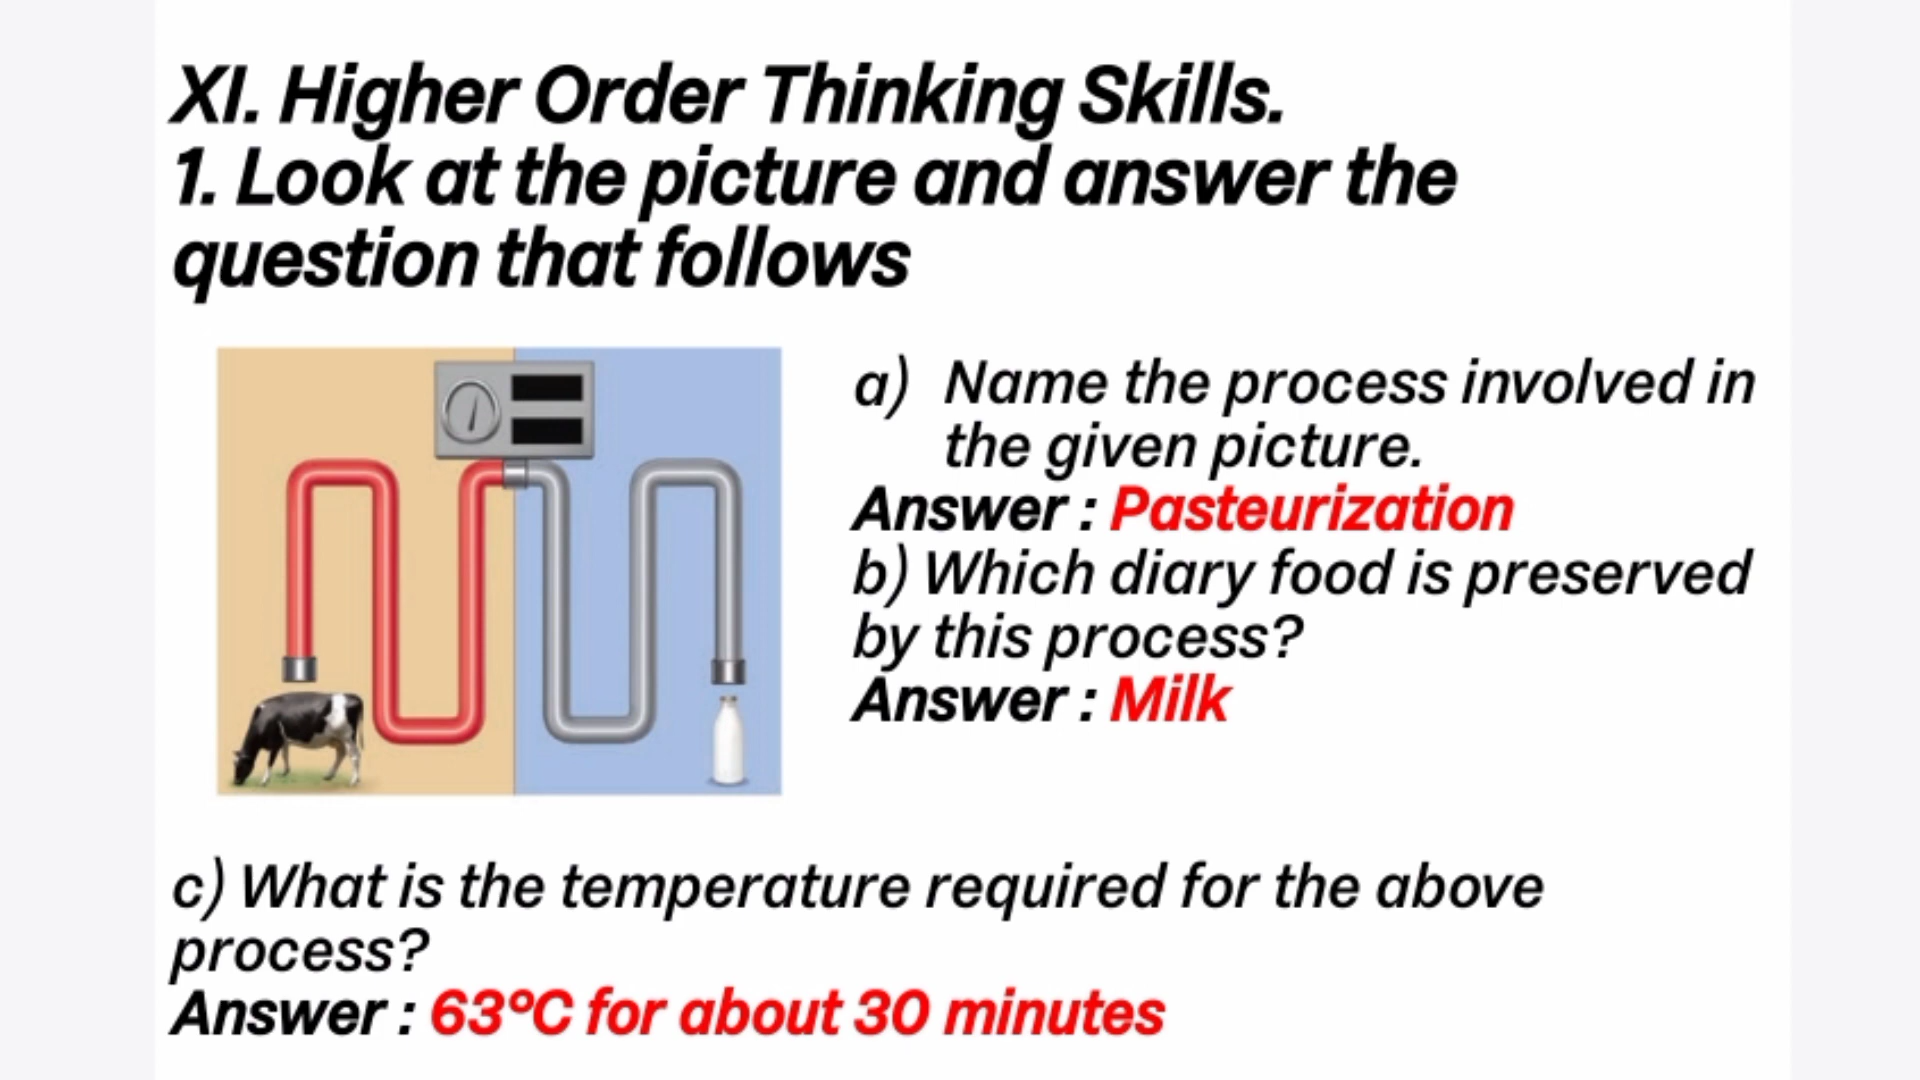 XI. Higher Order Thinking Skills.
1. Look at the picture and answer the
question that follows
a) Name the process involved in
the given picture.
Answer : Pasteurization
b) Which diary food is preserved
by this process?
Answer : Milk
c) What is the temperature required for the above
process?
Answer : 63°C for about 30 minutes